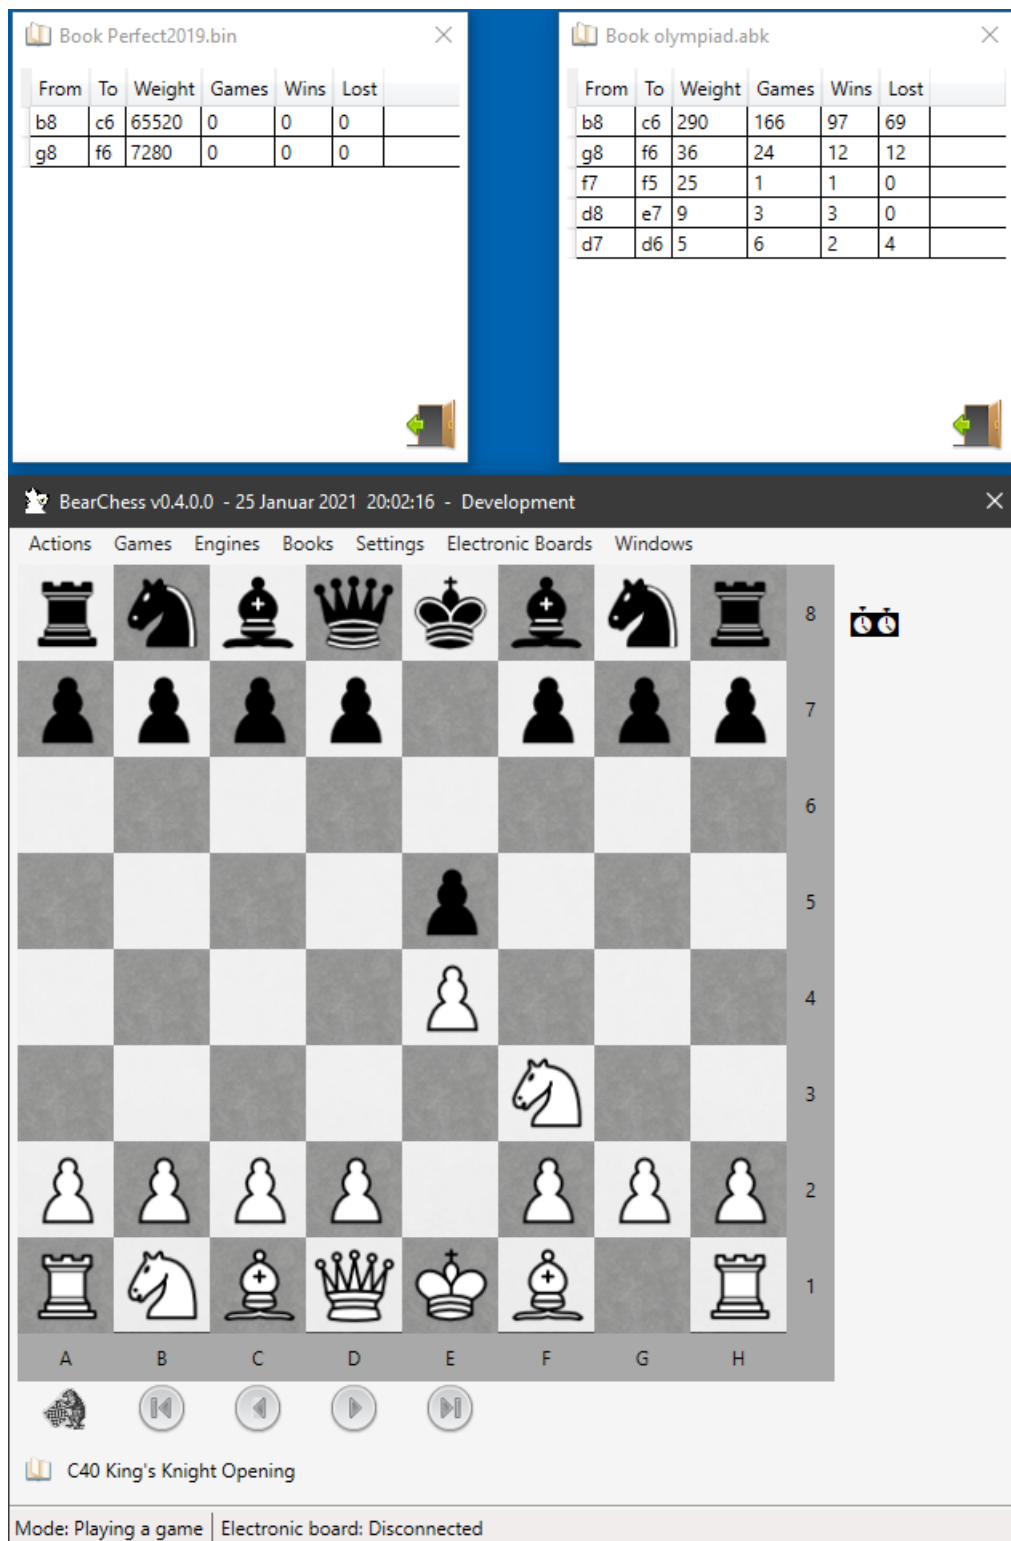 Book Perfect2019.bin
From To Weight Games Wins Lost
b8 c6 65520 0 0 0
g8 f6 7280 0 0 0
Book olympiad.abk
From To Weight Games Wins Lost
b8 c6 290 166 97 69
g8 f6 36 24 12 12
f7 f5 25 1 1 0
d8 e7 9 3 3 0
d7 d6 5 6 2 4
BearChess v0.4.0.0 - 25 Januar 2021 20:02:16 - Development
Actions Games Engines Books Settings Electronic Boards Windows
8
7
6
5
4
3
2
1
A B C D E F G H
C40 King's Knight Opening
Mode: Playing a game Electronic board: Disconnected